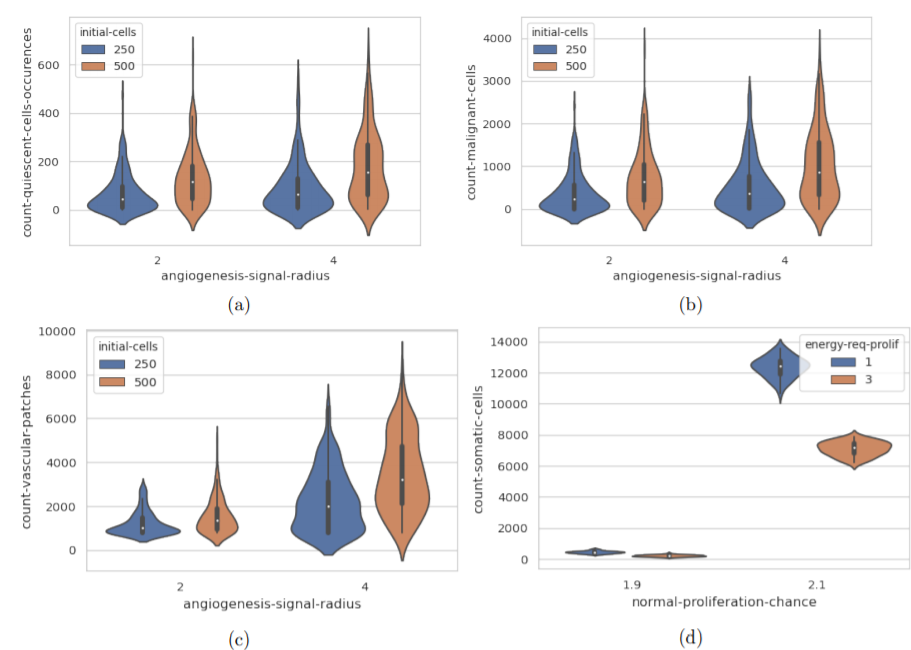 initial-cells
250
500
600
400
200
0
count-quiescent-cells-occurences
2
4
angiogenesis-signal-radius
(a)
initial-cells
250
500
4000
3000
2000
1000
0
count-malignant-cells
2
4
angiogenesis-signal-radius
(b)
initial-cells
250
500
10000
8000
6000
4000
2000
0
count-vascular-patches
2
4
angiogenesis-signal-radius
(c)
energy-req-prolif
1
3
14000
12000
10000
8000
6000
4000
2000
0
count-somatic-cells
1.9
2.1
normal-proliferation-chance
(d)